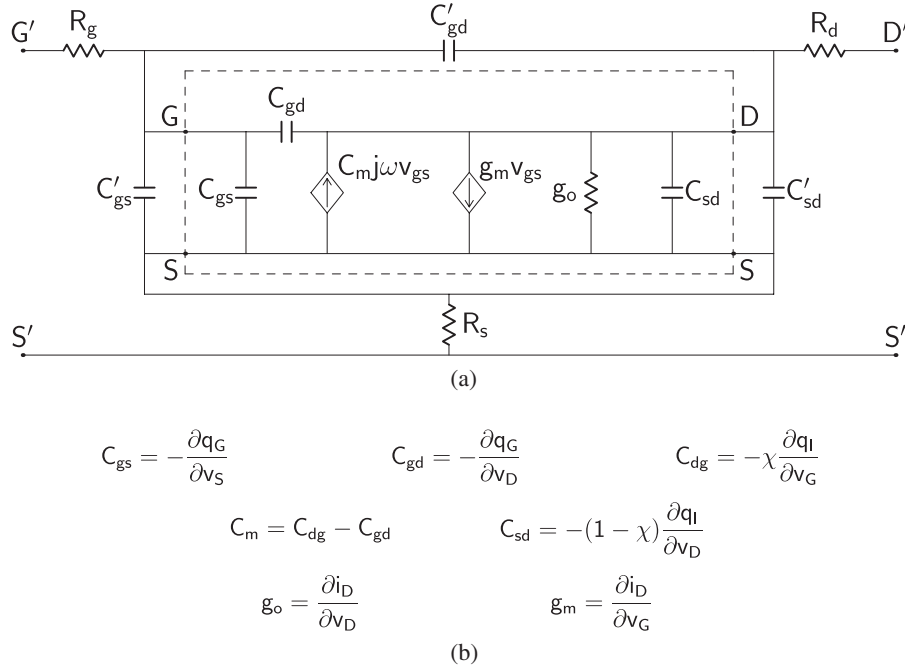 G′ R_g C′_gd R_d D′
G C_gd D
C′_gs C_gs C_m jωv_gs g_m v_gs g_o C_sd C′_sd
S S
R_s
S′ S′
(a)
C_gs = −∂q_G/∂v_S C_gd = −∂q_G/∂v_D C_dg = −χ ∂q_I/∂v_G
C_m = C_dg − C_gd C_sd = −(1 − χ) ∂q_I/∂v_D
g_o = ∂i_D/∂v_D g_m = ∂i_D/∂v_G
(b)